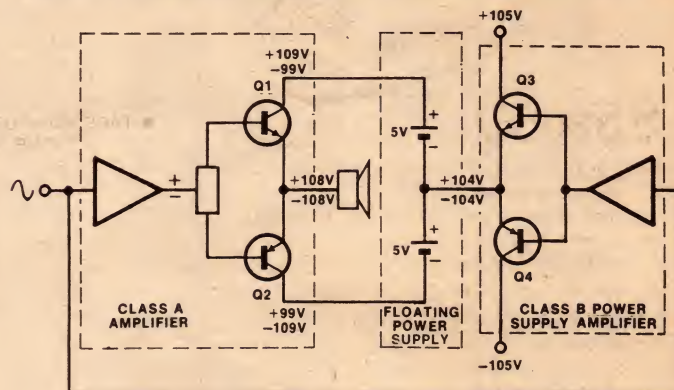 +105V
+109V
−99V
Q1
Q3
5V
+
−
+
−
+108V
−108V
+104V
−104V
+
5V
−
Q2
Q4
CLASS A
AMPLIFIER
+99V
−109V
FLOATING
POWER
SUPPLY
CLASS B POWER
SUPPLY AMPLIFIER
−105V